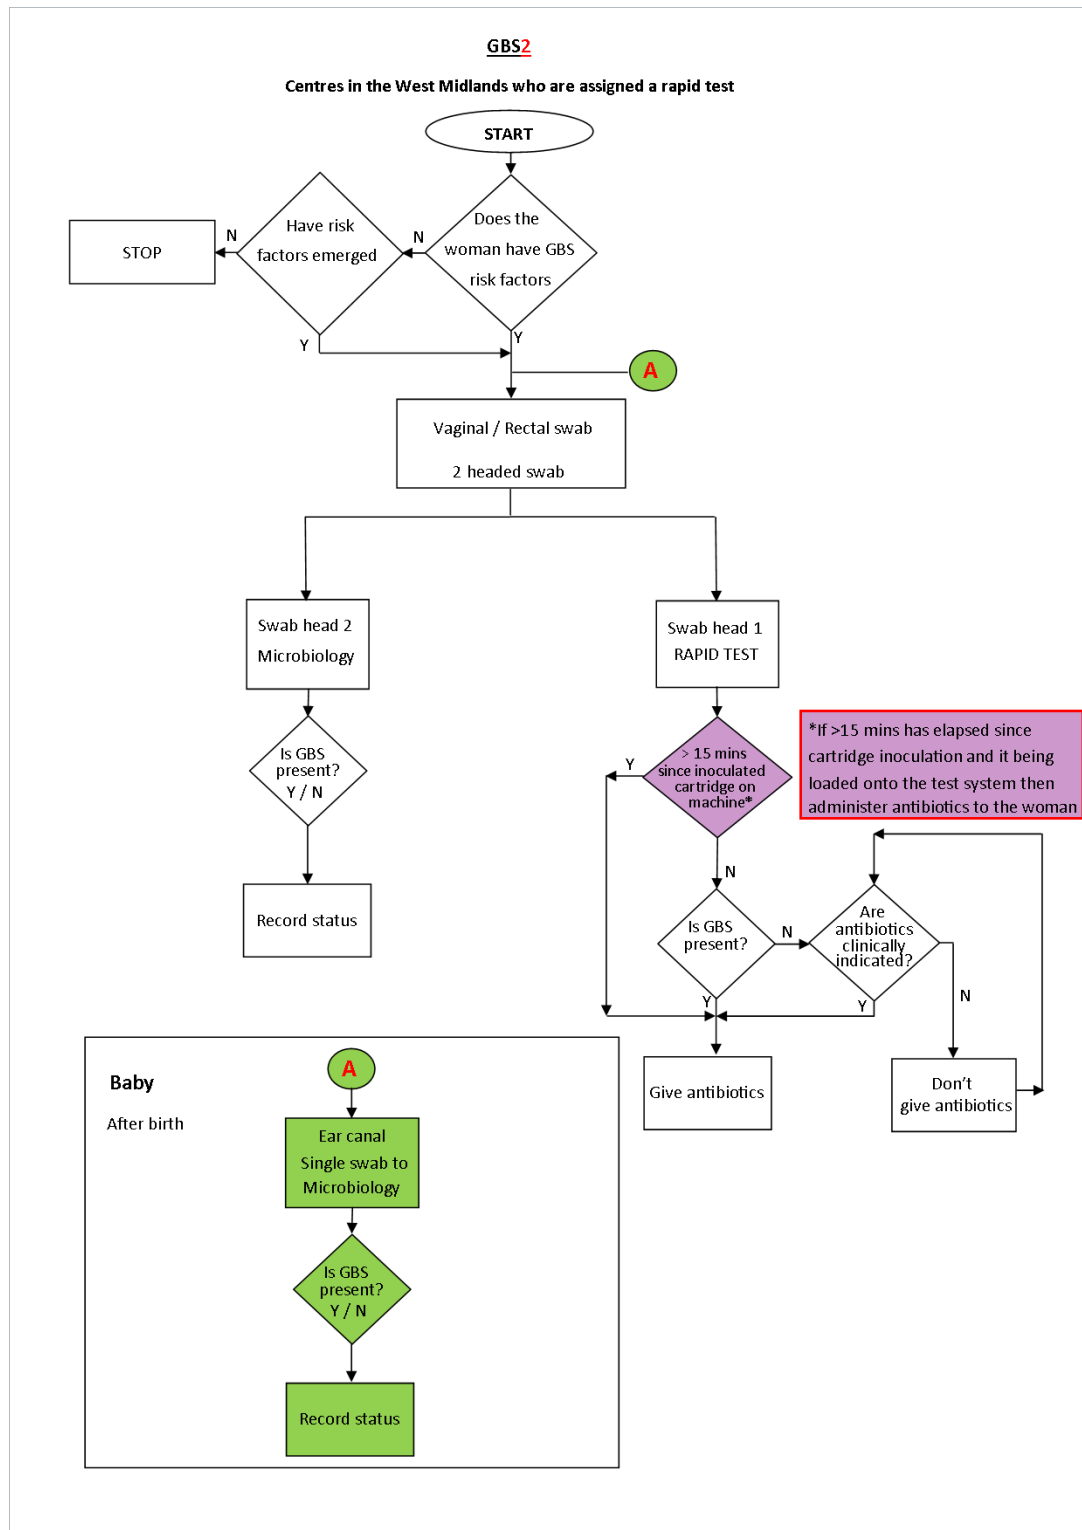 GBS2
Centres in the West Midlands who are assigned a rapid test
START
Does the
woman have GBS
risk factors
N
Have risk
factors emerged
N
STOP
Y
Y
A
Vaginal / Rectal swab
2 headed swab
Swab head 2
Microbiology
Is GBS
present?
Y / N
Record status
Swab head 1
RAPID TEST
> 15 mins
since inoculated
cartridge on
machine*
Y
*If >15 mins has elapsed since
cartridge inoculation and it being
loaded onto the test system then
administer antibiotics to the woman
N
Is GBS
present?
N
Are
antibiotics
clinically
indicated?
Y
Y
N
Give antibiotics
Don't
give antibiotics
Baby
After birth
A
Ear canal
Single swab to
Microbiology
Is GBS
present?
Y / N
Record status